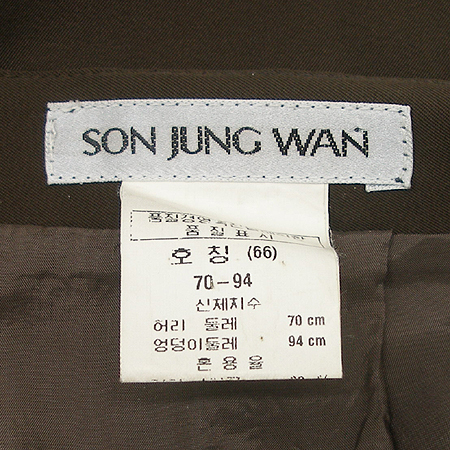 SON JUNG WAN
품질표시
호칭 (66)
70-94
신체치수
허리 둘레 70 cm
엉덩이둘레 94 cm
혼용율